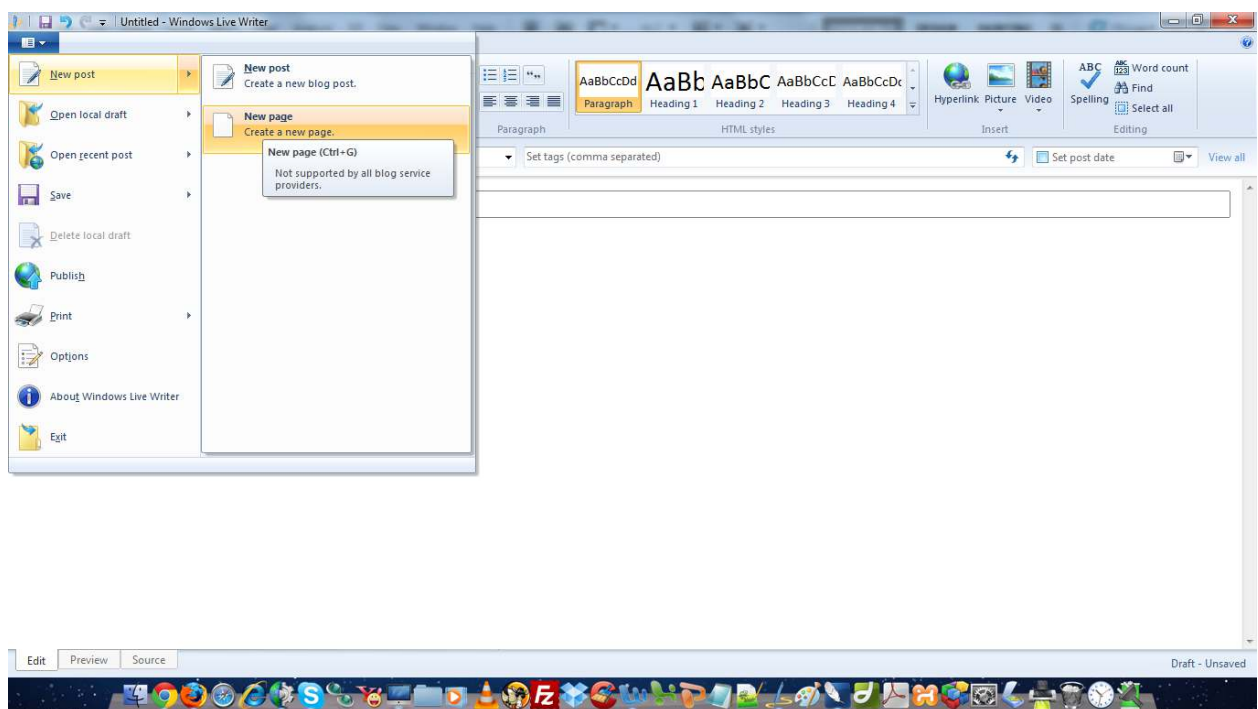 Untitled - Windows Live Writer
New post
Open local draft
Open recent post
Save
Delete local draft
Publish
Print
Options
About Windows Live Writer
Exit
New post
Create a new blog post.
New page
Create a new page.
New page (Ctrl+G)
Not supported by all blog service
providers.
AaBbCcDd AaBb AaBbC AaBbCcD AaBbCcDc
Paragraph Heading 1 Heading 2 Heading 3 Heading 4
Paragraph HTML styles
Hyperlink Picture Video
Insert
ABC
Spelling
Word count
Find
Select all
Editing
Set tags (comma separated)
Set post date
View all
Edit Preview Source
Draft - Unsaved